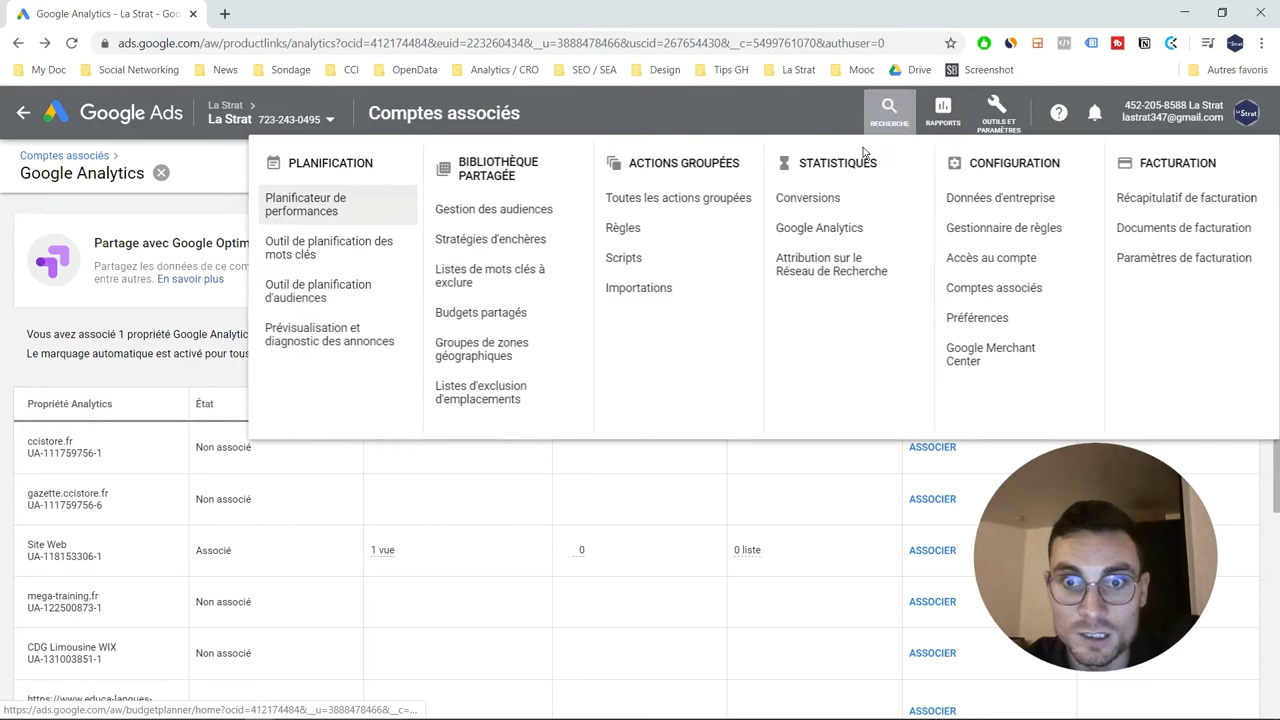 Google Analytics - La Strat - Goo
ads.google.com/aw/productlinks/analytics?ocid=412174484&euid=2232604​34&__u=3888478466&uscid=267654430&__c=5499761070&authuser=0
My Doc
Social Networking
News
Sondage
CCI
OpenData
Analytics / CRO
SEO / SEA
Design
Tips GH
La Strat
Mooc
Drive
SB Screenshot
Autres favoris
Google Ads
La Strat
La Strat 723-243-0495
Comptes associés
RECHERCHE
RAPPORTS
OUTILS ET
PARAMÈTRES
452-205-8588 La Strat
lastrat347@gmail.com
La Strat
Comptes associés
Google Analytics
PLANIFICATION
Planificateur de
performances
Outil de planification des
mots clés
Outil de planification
d'audiences
Prévisualisation et
diagnostic des annonces
BIBLIOTHÈQUE
PARTAGÉE
Gestion des audiences
Stratégies d'enchères
Listes de mots clés à
exclure
Budgets partagés
Groupes de zones
géographiques
Listes d'exclusion
d'emplacements
ACTIONS GROUPÉES
Toutes les actions groupées
Règles
Scripts
Importations
STATISTIQUES
Conversions
Google Analytics
Attribution sur le
Réseau de Recherche
CONFIGURATION
Données d'entreprise
Gestionnaire de règles
Accès au compte
Comptes associés
Préférences
Google Merchant
Center
FACTURATION
Récapitulatif de facturation
Documents de facturation
Paramètres de facturation
Partage avec Google Optim
Partagez les données de ce com
entre autres. En savoir plus
Vous avez associé 1 propriété Google Analytic
Le marquage automatique est activé pour tous
Propriété Analytics
État
ccistore.fr
UA-111759756-1
Non associé
ASSOCIER
gazette.ccistore.fr
UA-111759756-6
Non associé
ASSOCIER
Site Web
UA-118153306-1
Associé
1 vue
0
0 liste
ASSOCIER
mega-training.fr
UA-122500873-1
Non associé
ASSOCIER
CDG Limousine WIX
UA-131003851-1
Non associé
ASSOCIER
https://www.educa-langues-
ASSOCIER
https://ads.google.com/aw/budgetplanner/home?ocid=412174484&__u=3888478466&__c=...